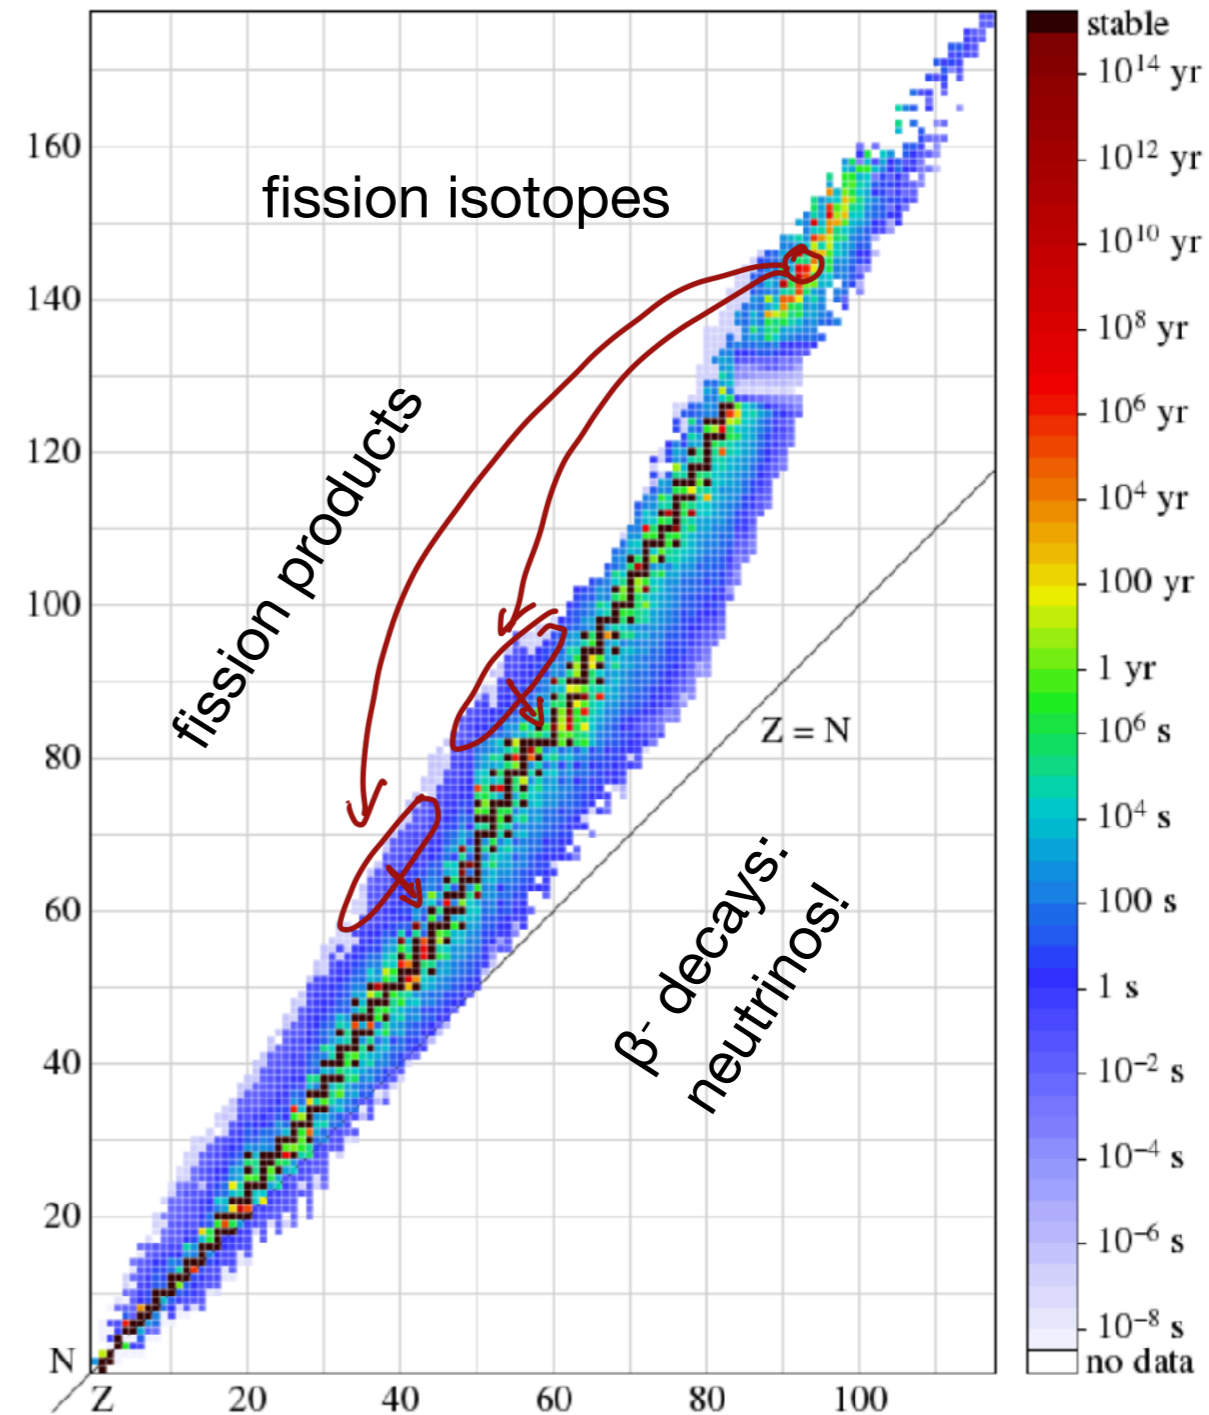 fission isotopes
fission products
β- decays:
neutrinos!
Z = N
160
140
120
100
80
60
40
20
N
Z
20
40
60
80
100
stable
10¹⁴ yr
10¹² yr
10¹⁰ yr
10⁸ yr
10⁶ yr
10⁴ yr
100 yr
1 yr
10⁶ s
10⁴ s
100 s
1 s
10⁻² s
10⁻⁴ s
10⁻⁶ s
10⁻⁸ s
no data